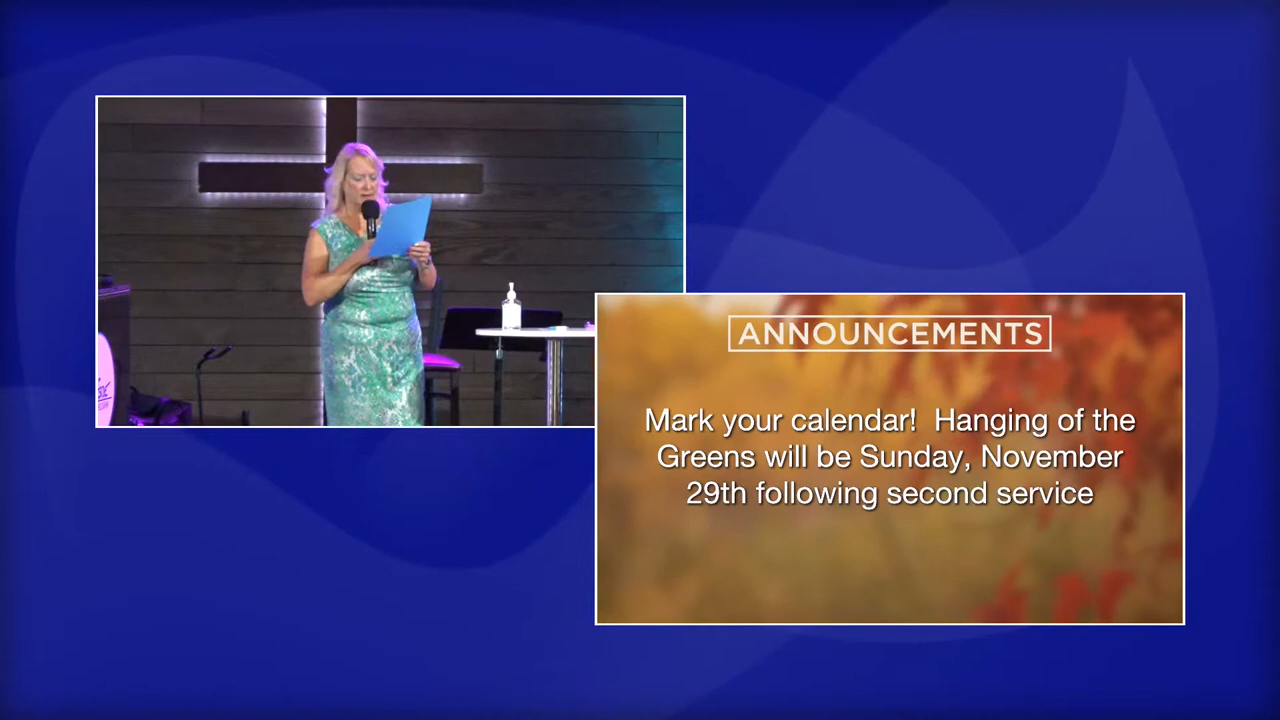 ANNOUNCEMENTS
Mark your calendar!  Hanging of the
Greens will be Sunday, November
29th following second service